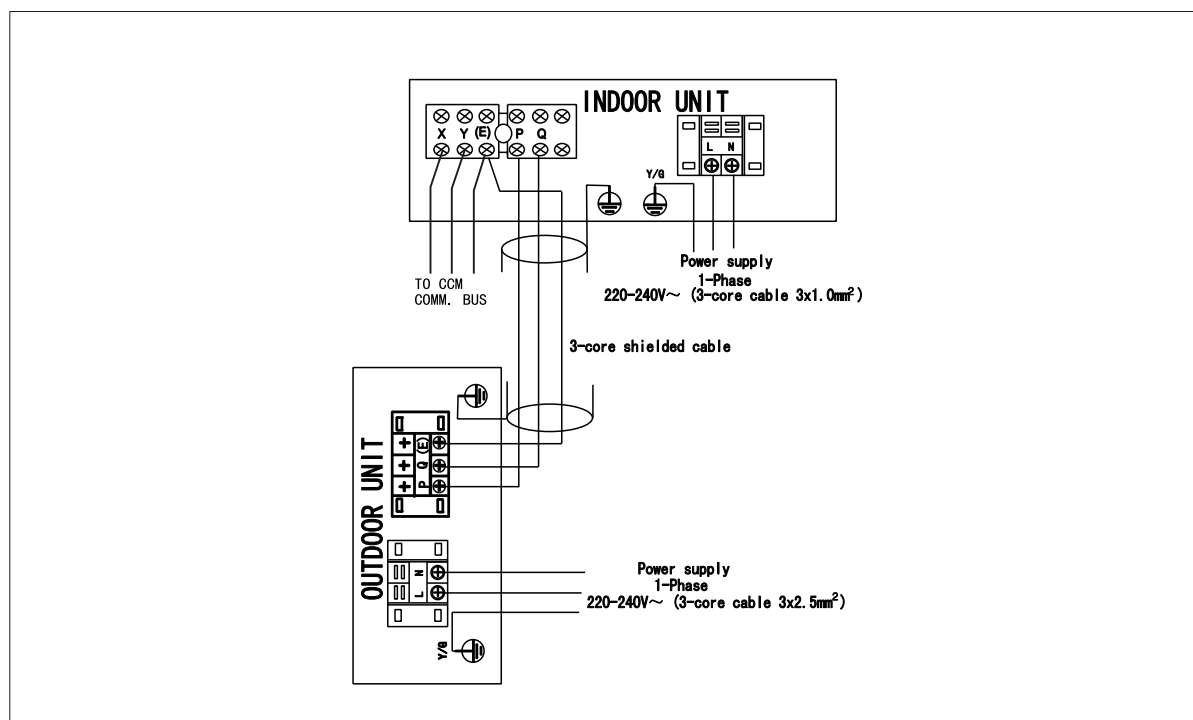 INDOOR UNIT
X Y (E) P Q
L N
Y/G
Power supply
1-Phase
220-240V～ (3-core cable 3x1.0mm²)
TO CCM
COMM. BUS
3-core shielded cable
OUTDOOR UNIT
(E)
Q
P
N
L
Y/G
Power supply
1-Phase
220-240V～ (3-core cable 3x2.5mm²)